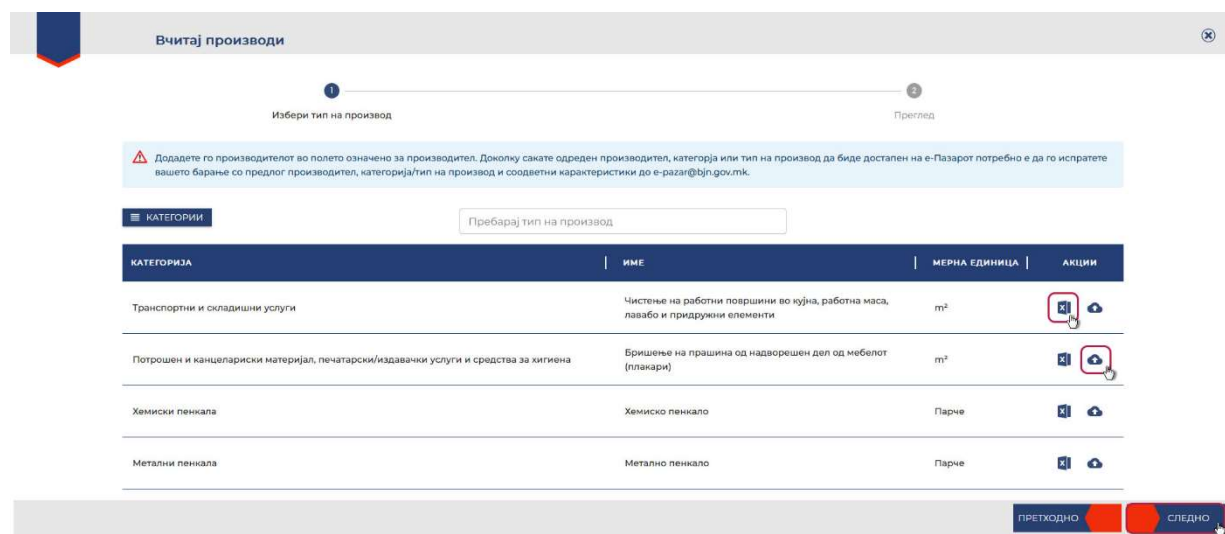 Вчитај производи
1
2
Избери тип на производ
Преглед
Додадете го производителот во полето означено за производител. Доколку сакате одреден производител, категорја или тип на производ да биде достапен на е-Пазарот потребно е да го испратете
вашето барање со предлог производител, категорија/тип на производ и соодветни карактеристики до e-pazar@bjn.gov.mk.
КАТЕГОРИИ
Пребарај тип на производ
КАТЕГОРИЈА | ИМЕ | МЕРНА ЕДИНИЦА | АКЦИИ
Транспортни и складишни услуги
Чистење на работни површини во кујна, работна маса,
лавабо и придружни елементи
m²
Потрошен и канцелариски материјал, печатарски/издавачки услуги и средства за хигиена
Бришење на прашина од надворешен дел од мебелот
(плакари)
m²
Хемиски пенкала
Хемиско пенкало
Парче
Метални пенкала
Метално пенкало
Парче
ПРЕТХОДНО
СЛЕДНО